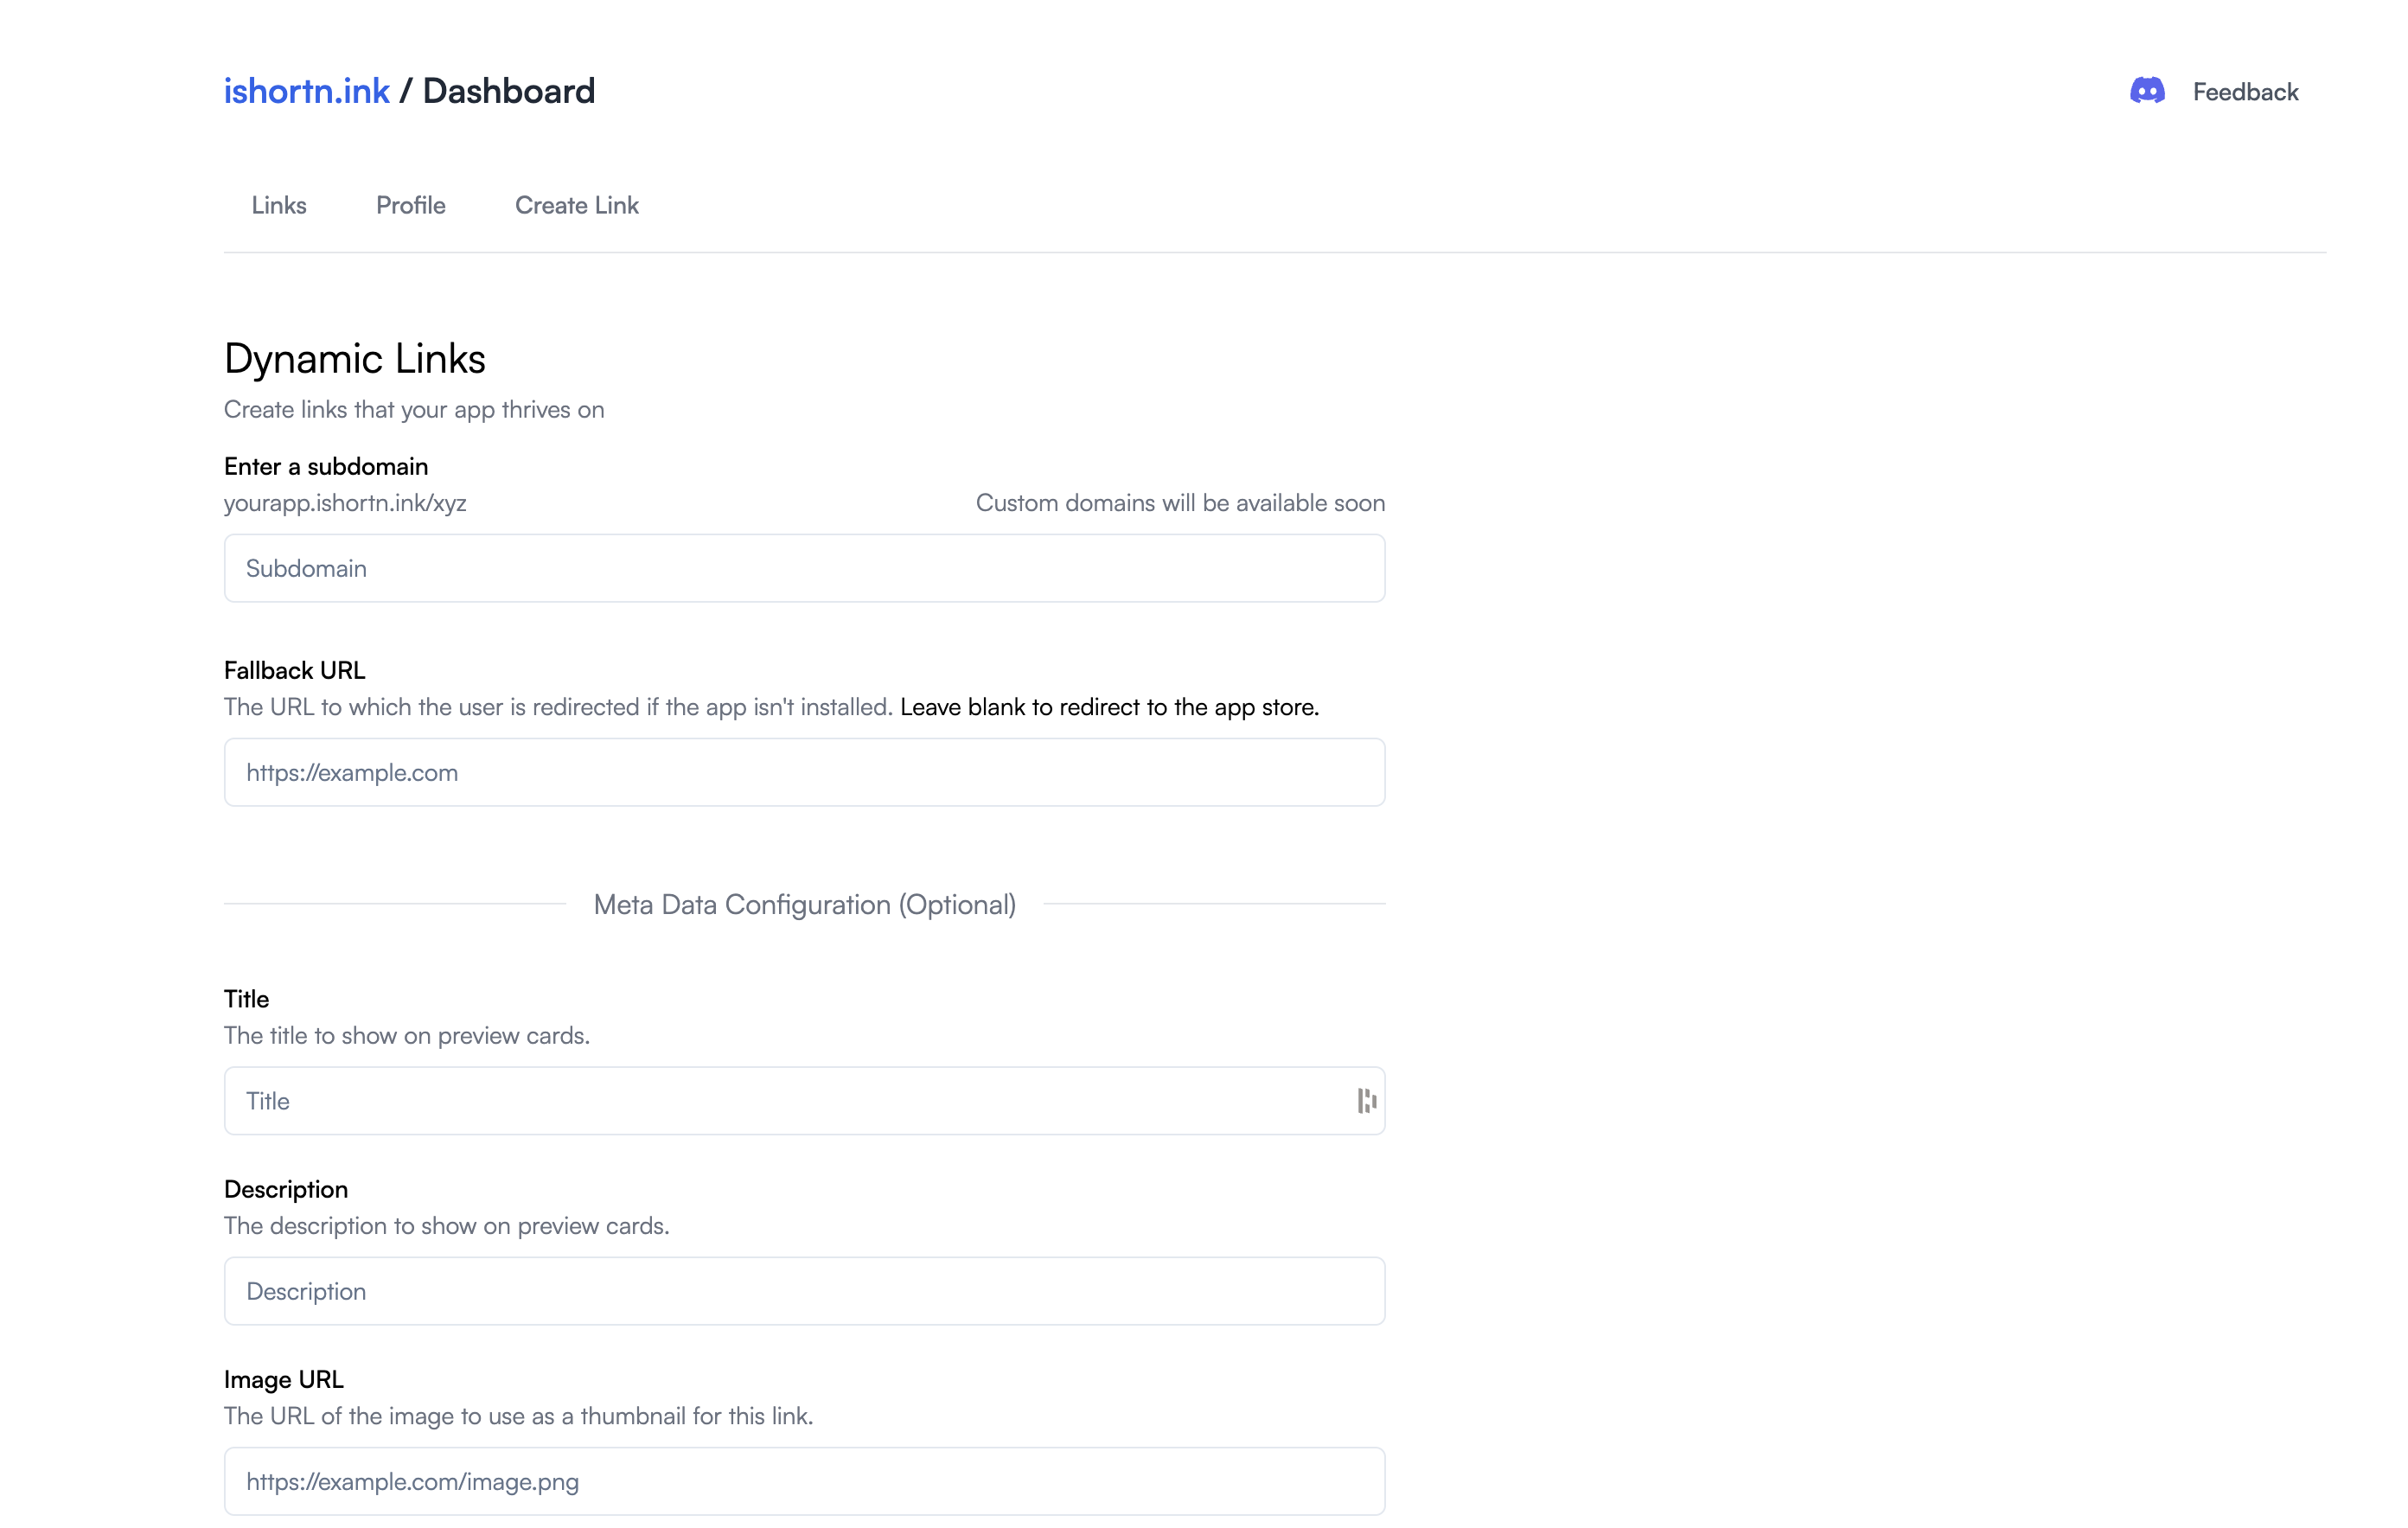 ishortn.ink / Dashboard
Feedback
Links
Profile
Create Link
Dynamic Links
Create links that your app thrives on
Enter a subdomain
yourapp.ishortn.ink/xyz
Custom domains will be available soon
Subdomain
Fallback URL
The URL to which the user is redirected if the app isn't installed. Leave blank to redirect to the app store.
https://example.com
Meta Data Configuration (Optional)
Title
The title to show on preview cards.
Title
Description
The description to show on preview cards.
Description
Image URL
The URL of the image to use as a thumbnail for this link.
https://example.com/image.png